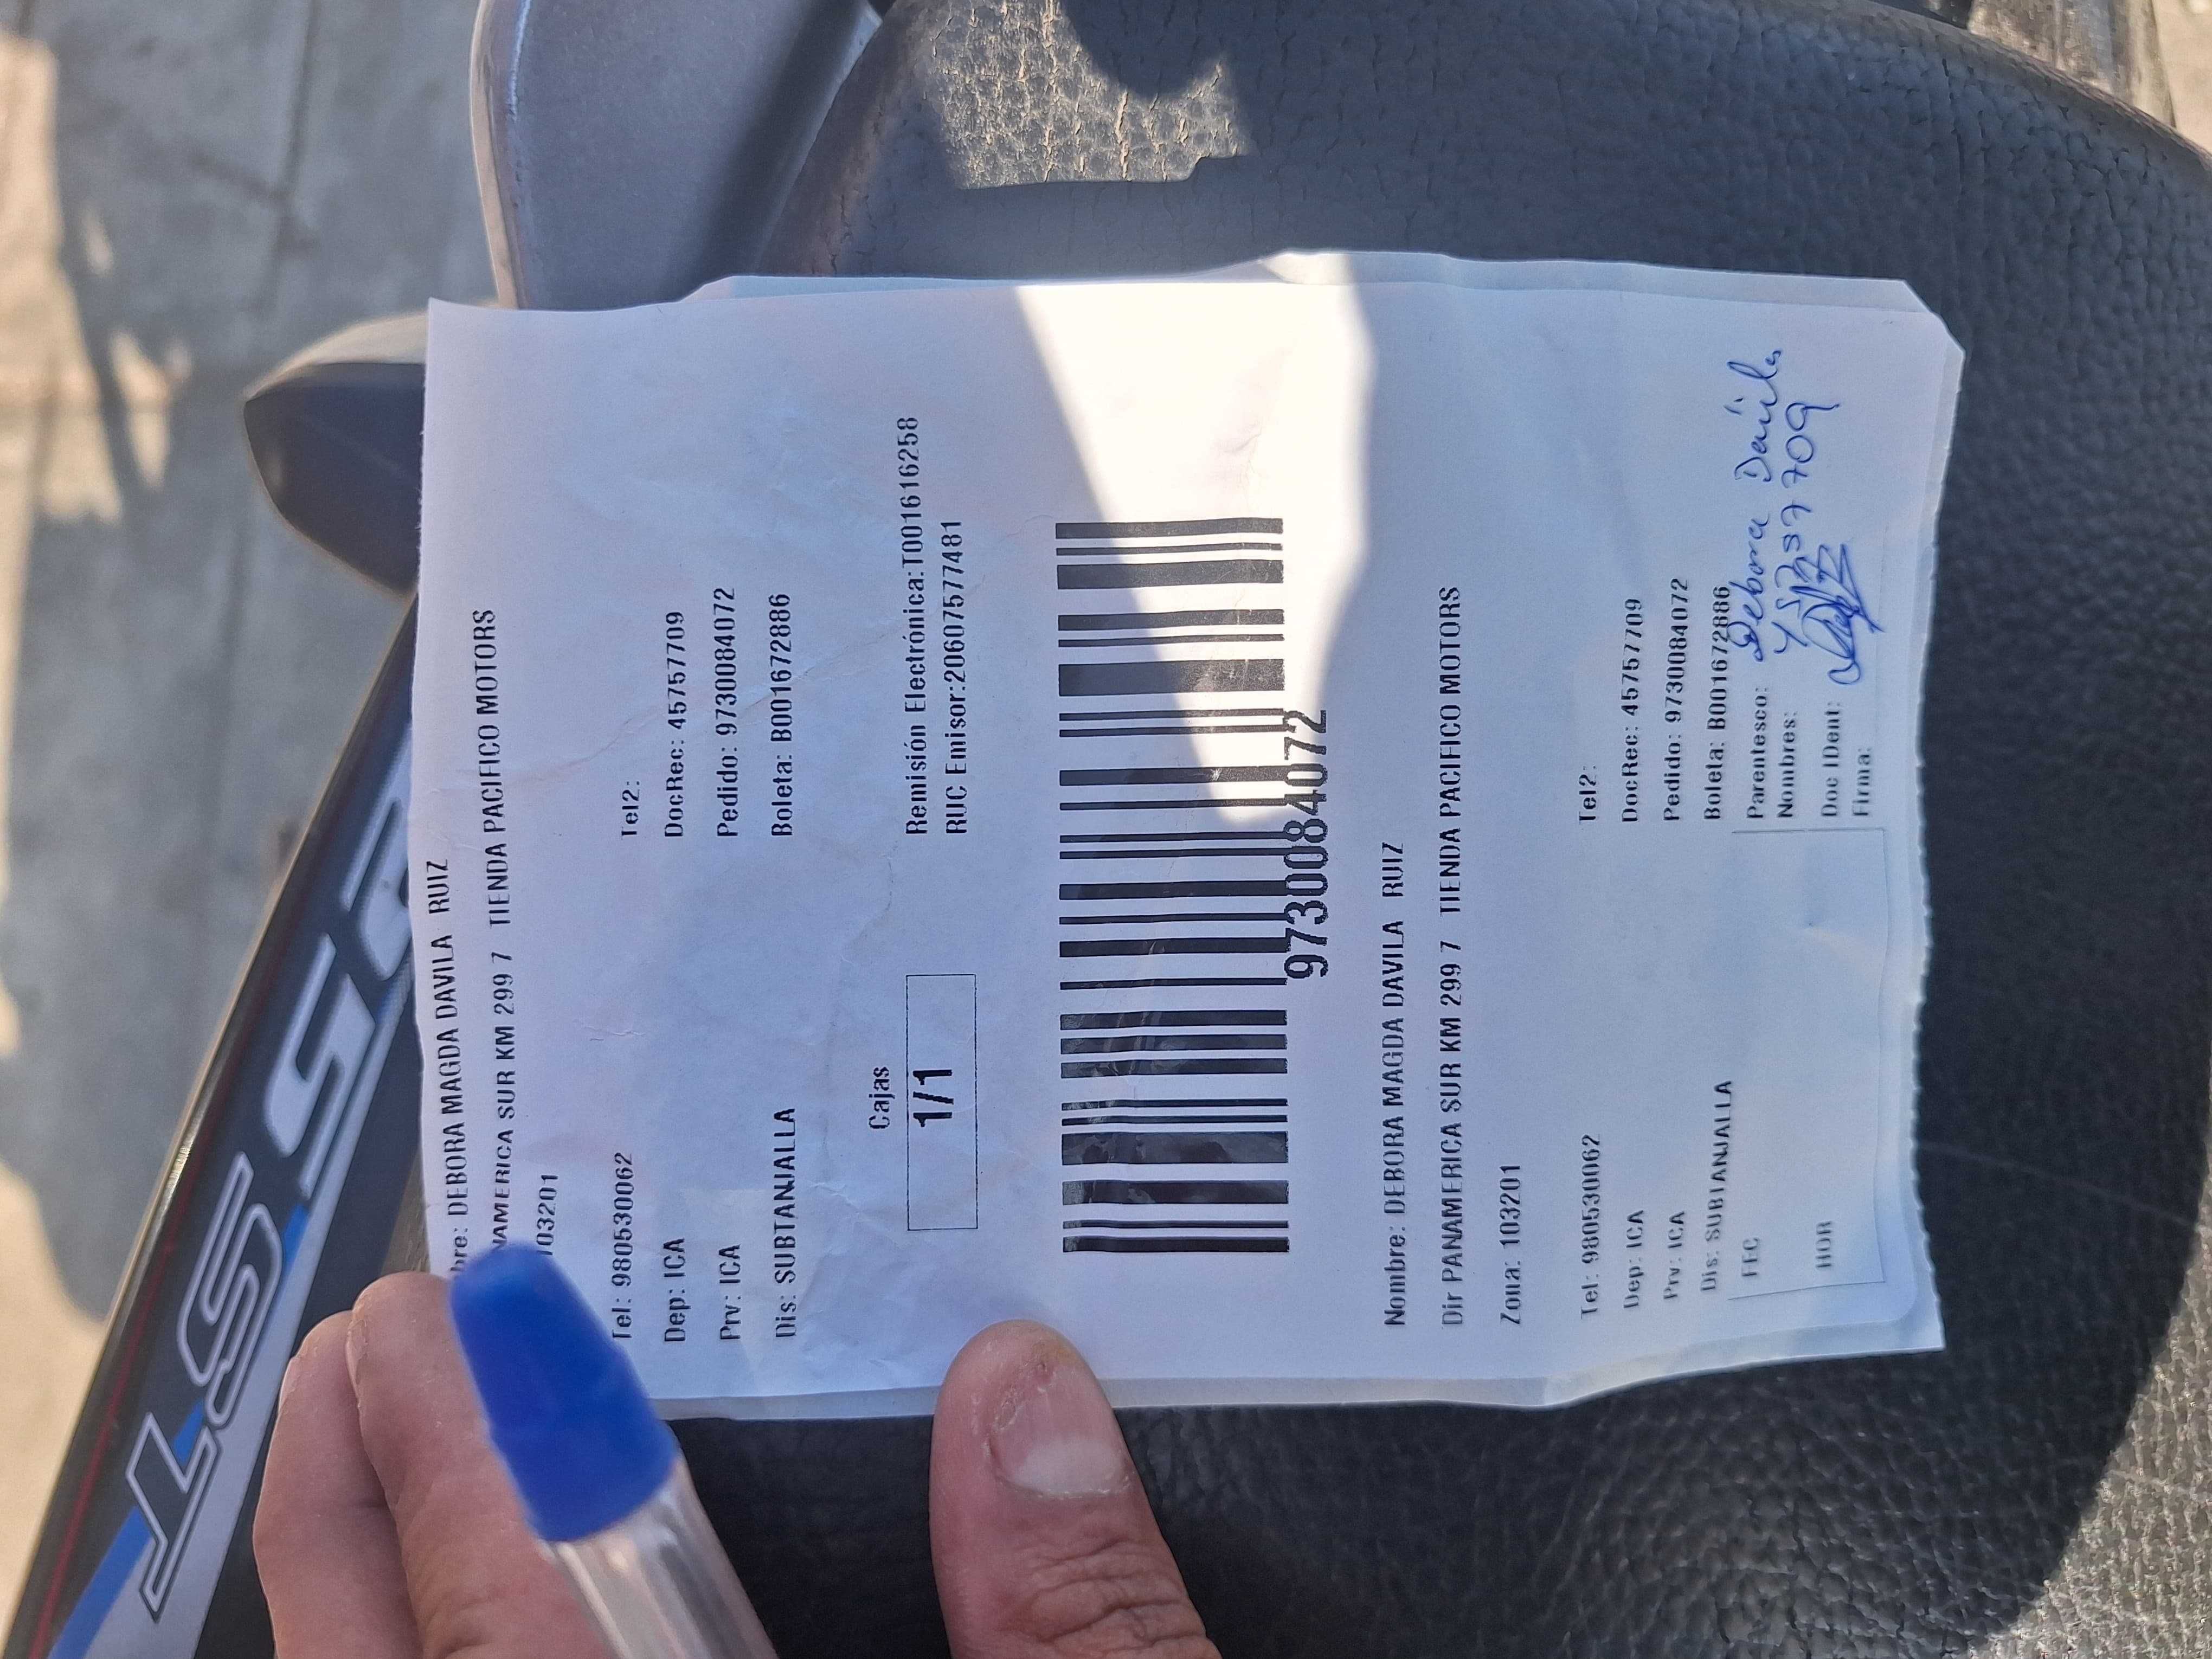 bre: DEBORA MAGDA DAVILA RUIZ
NAMERICA SUR KM 299 7 TIENDA PACIFICO MOTORS
103201
Tel: 980530062 Tel2:
Dep: ICA DocRec: 45757709
Prv: ICA Pedido: 9730084072
Dis: SUBTANJALLA Boleta: B001672886
Cajas
1/1
Remisión Electrónica:T001616258
RUC Emisor:20607577481
9730084072
Nombre: DEBORA MAGDA DAVILA RUIZ
Dir PANAMERICA SUR KM 299 7 TIENDA PACIFICO MOTORS
Zona: 103201
Tel: 980530062 Tel2:
Dep: ICA DocRec: 45757709
Prv: ICA Pedido: 9730084072
Dis: SUBTANJALLA Boleta: B001672886
FEC
HOR
Parentesco:
Nombres: Debora Davila
Doc IDent: 45757709
Firma: